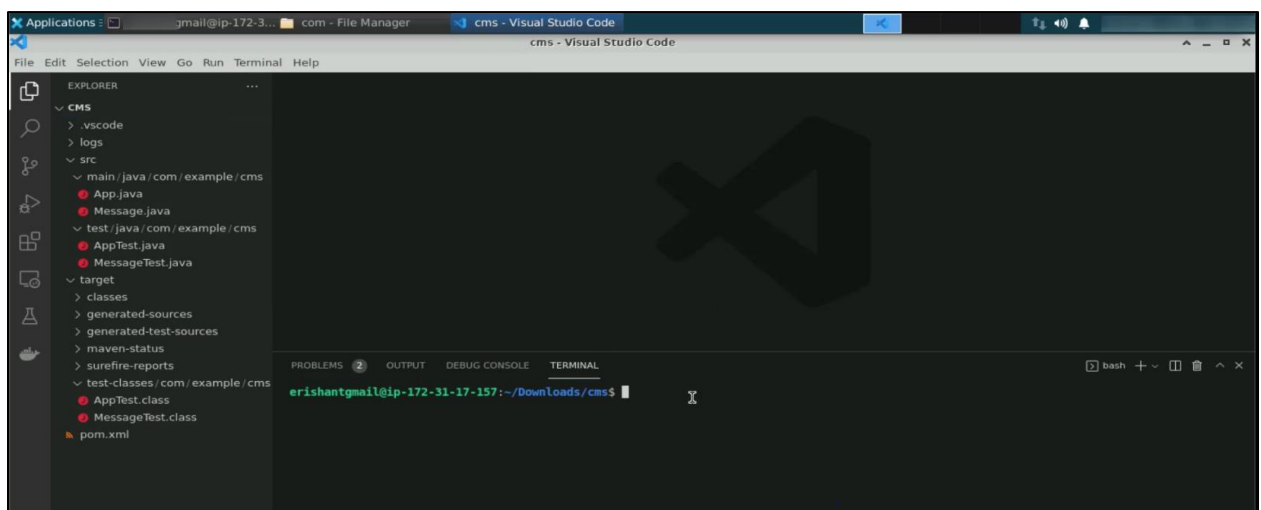 Applications gmail@ip-172-3... com - File Manager cms - Visual Studio Code
cms - Visual Studio Code
File Edit Selection View Go Run Terminal Help
EXPLORER ...
CMS
.vscode
logs
src
main/java/com/example/cms
App.java
Message.java
test/java/com/example/cms
AppTest.java
MessageTest.java
target
classes
generated-sources
generated-test-sources
maven-status
surefire-reports
test-classes/com/example/cms
AppTest.class
MessageTest.class
pom.xml
PROBLEMS 2 OUTPUT DEBUG CONSOLE TERMINAL bash
erishantgmail@ip-172-31-17-157:~/Downloads/cms$